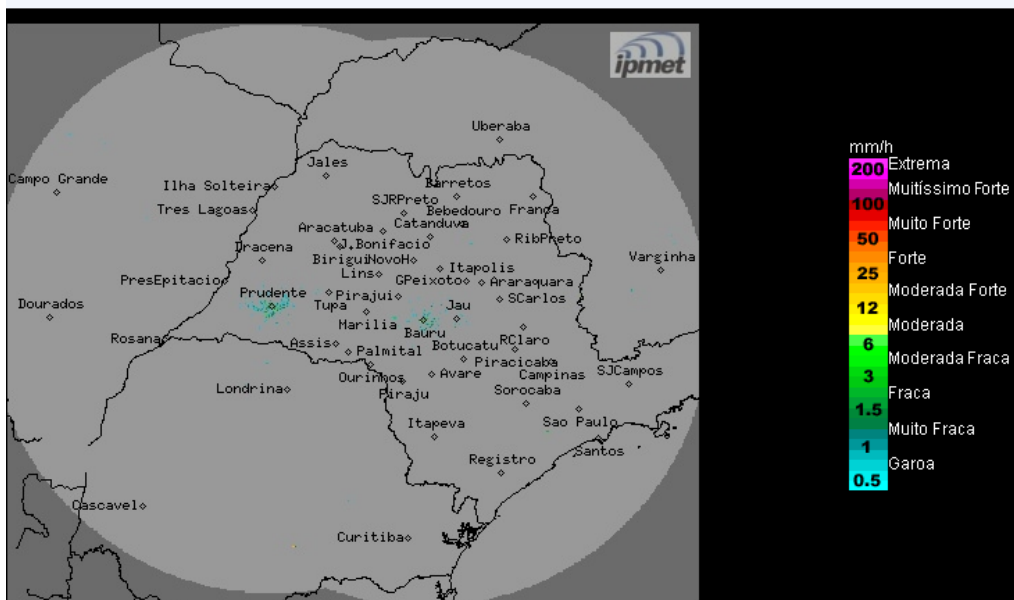 ipmet
Uberaba
Jales
Campo Grande
Ilha Solteira
Barretos
SJRPreto
Tres Lagoas
Bebedouro
Franca
Catanduva
Aracatuba
RibPreto
J.Bonifacio
Dracena
Birigui
NovoH
Varginha
Lins
Itapolis
PresEpitacio
GPeixoto
Araraquara
Prudente
Pirajui
SCarlos
Dourados
Tupa
Jau
Marilia
Bauru
Rosana
Assis
Botucatu
RClaro
Palmital
Piracicaba
Ourinhos
Avare
Campinas
SJCampos
Londrina
Piraju
Sorocaba
Itapeva
Sao Paulo
Santos
Registro
Cascavel
Curitiba
mm/h
200 Extrema
Muitíssimo Forte
100
Muito Forte
50
Forte
25
Moderada Forte
12
Moderada
6
Moderada Fraca
3
Fraca
1.5
Muito Fraca
1
Garoa
0.5